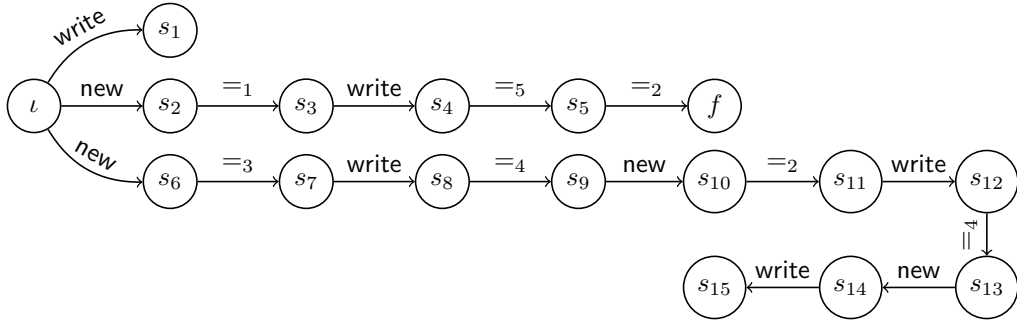 write s₁
ι new s₂ =₁ s₃ write s₄ =₅ s₅ =₂ f
new s₆ =₃ s₇ write s₈ =₄ s₉ new s₁₀ =₂ s₁₁ write s₁₂
=₄
s₁₅ write s₁₄ new s₁₃